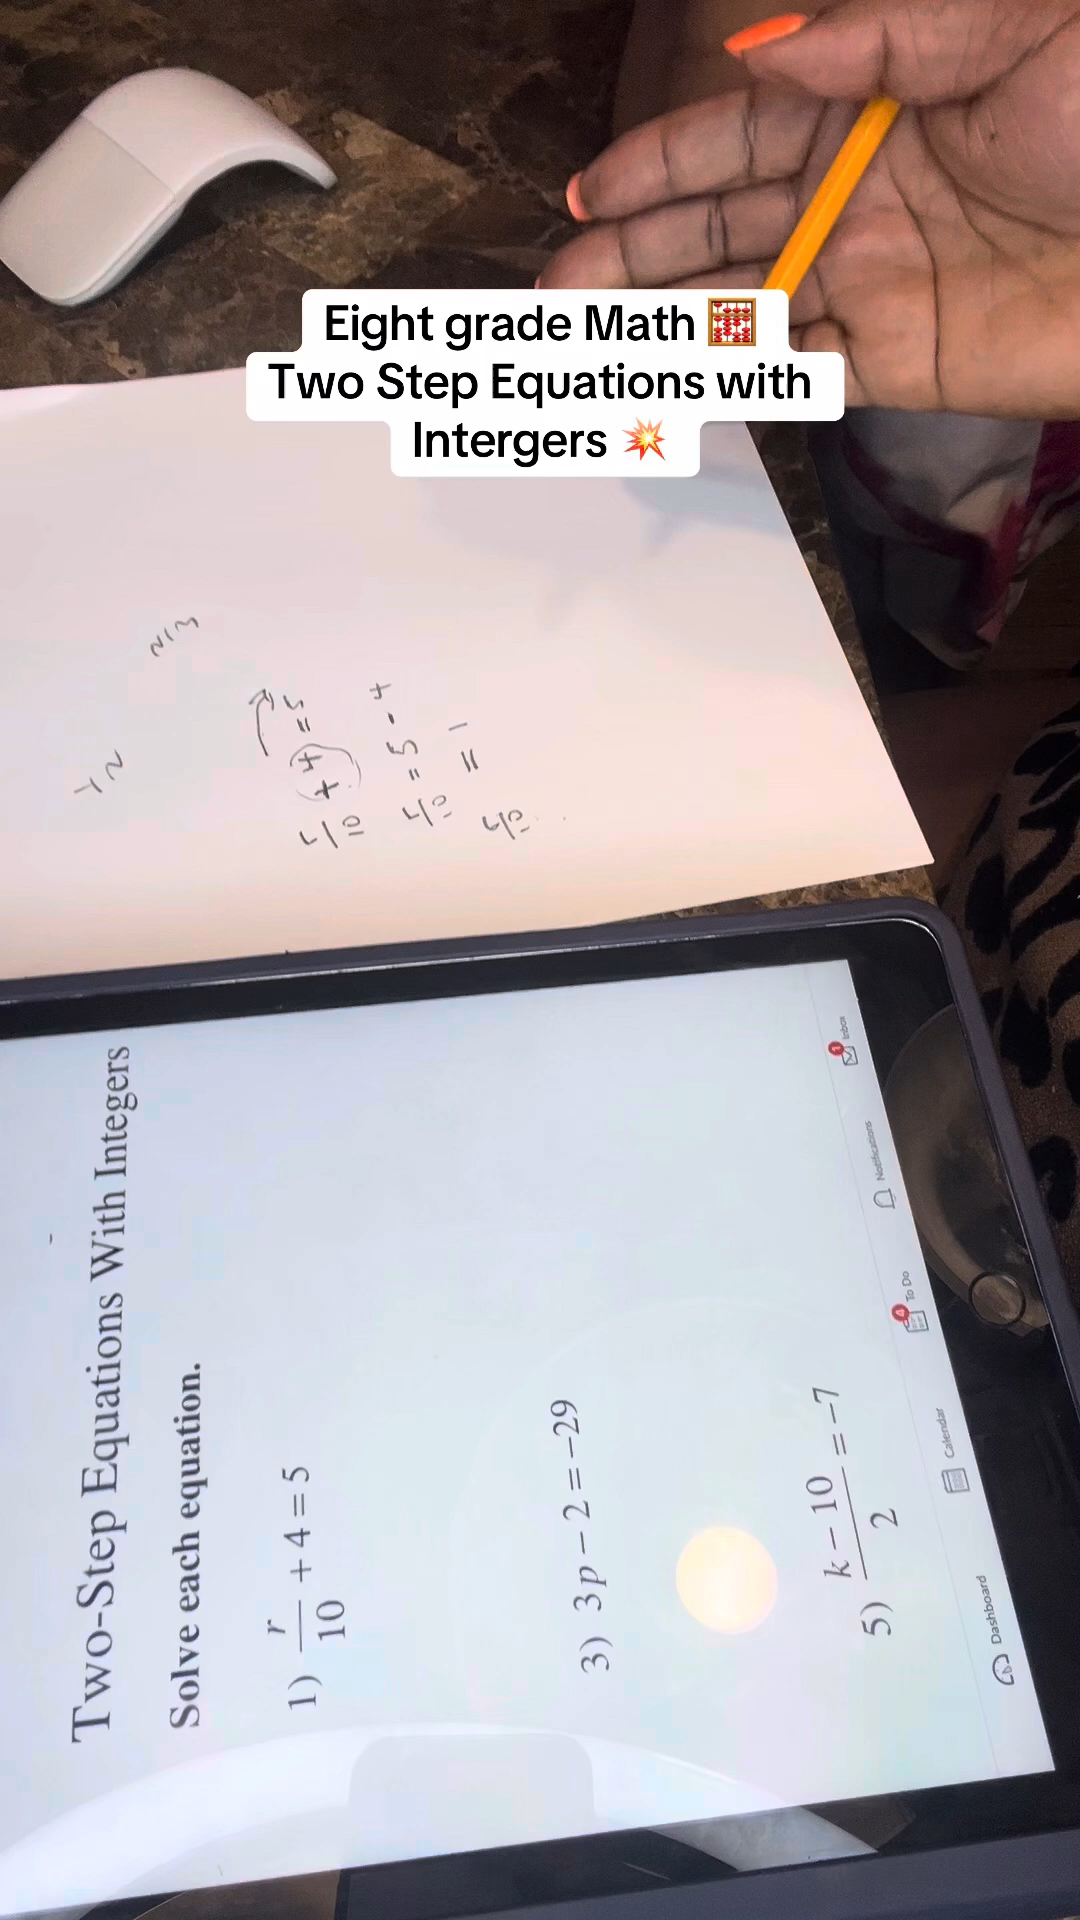 Eight grade Math 🧮
Two Step Equations with
Intergers 💥
r/10 + 4 = 5
r/10 = 5 - 4
r/10 = 1
Two-Step Equations With Integers
Solve each equation.
1) r/10 + 4 = 5
3) 3p − 2 = −29
5) (k − 10)/2 = −7
Dashboard
Calendar
4
To Do
Notifications
1
Inbox